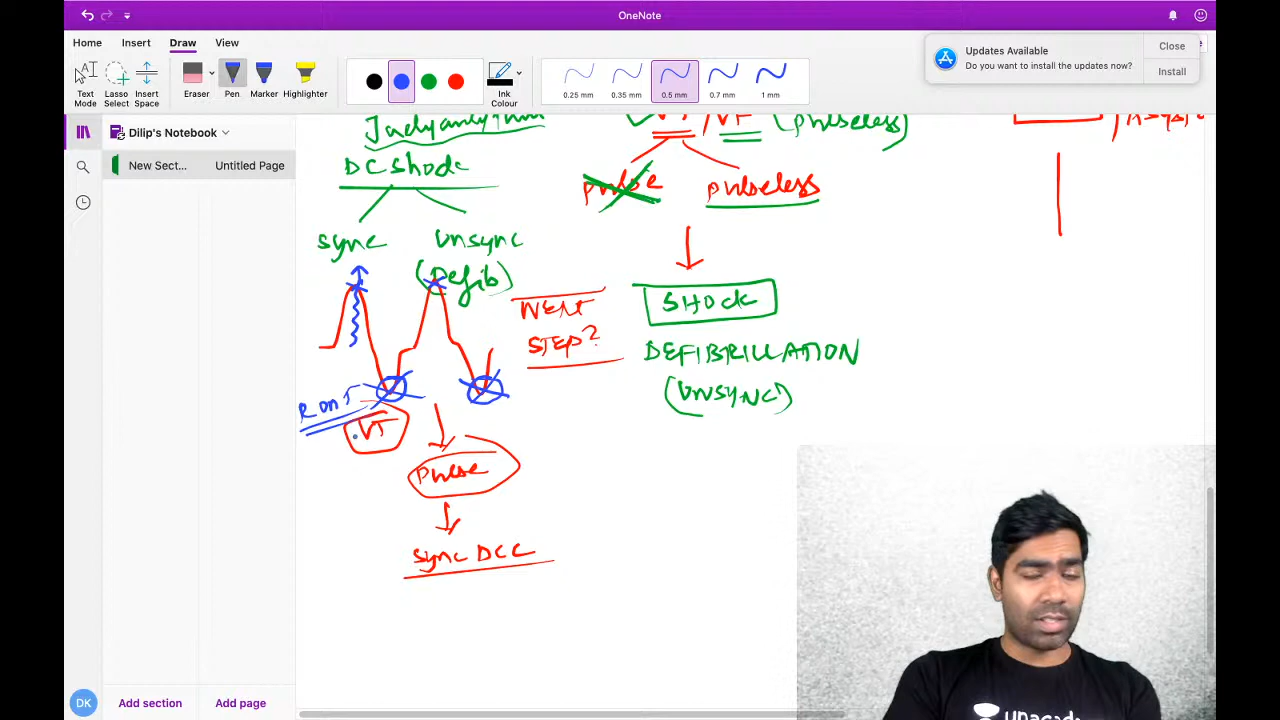 OneNote
Home Insert Draw View
Updates Available
Do you want to install the updates now?
Close
Install
Text Mode
Lasso Select
Insert Space
Eraser
Pen
Marker
Highlighter
0.25 mm
0.35 mm
0.5 mm
0.7 mm
1 mm
Ink Colour
Dilip's Notebook
New Sect...
Untitled Page
VT / VF (pulseless)
DC Shock
pulse pulseless
Sync Unsync
(Defib)
SHOCK
NEXT
STEP?
DEFIBRILLATION
(UNSYNC)
R on T
VT
Pulse
Sync DCC
DK
Add section
Add page